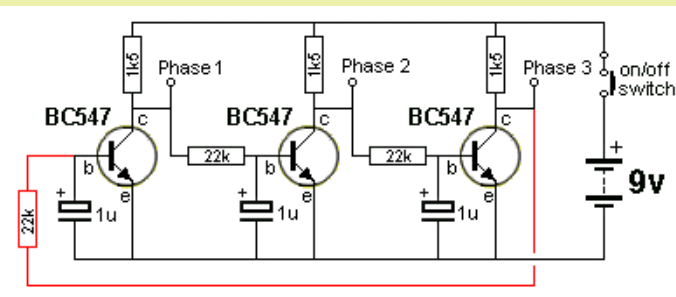 1k5
1k5
1k5
Phase 1
Phase 2
Phase 3
on/off
switch
BC547
BC547
BC547
c
c
c
+
22k
22k
b
b
b
9v
e
e
e
+
+
+
1u
1u
1u
22k